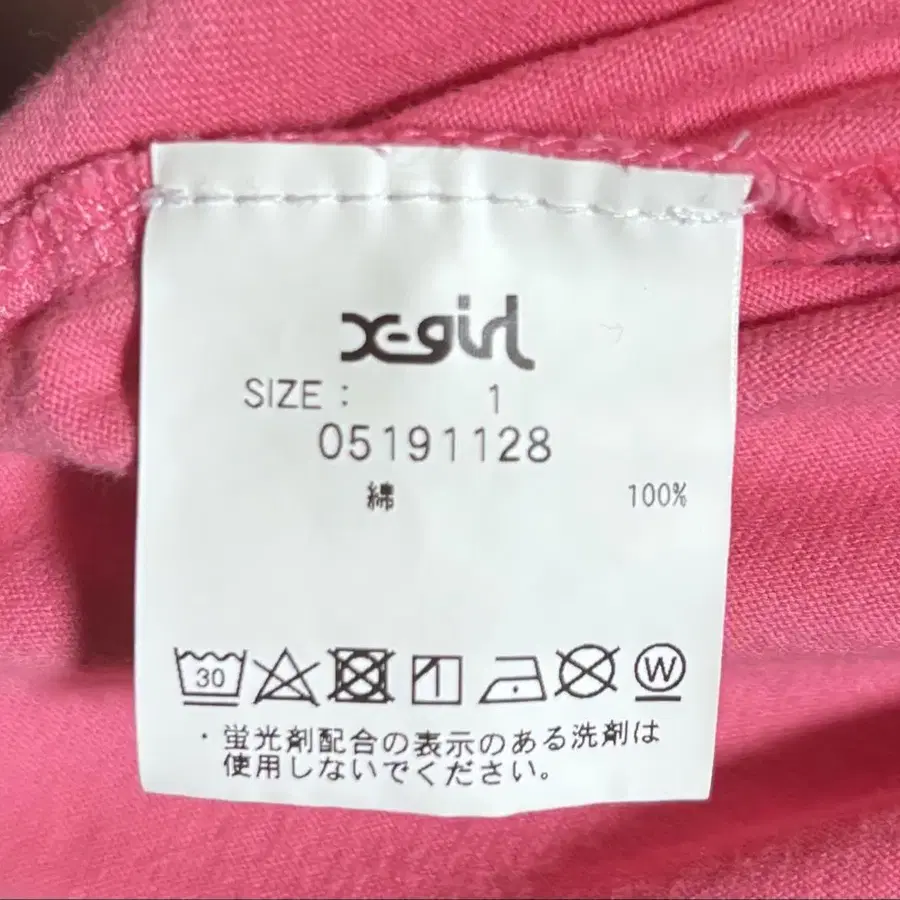 X-girl
SIZE : 1
05191128
綿 100%
30 W
・蛍光剤配合の表示のある洗剤は
使用しないでください。